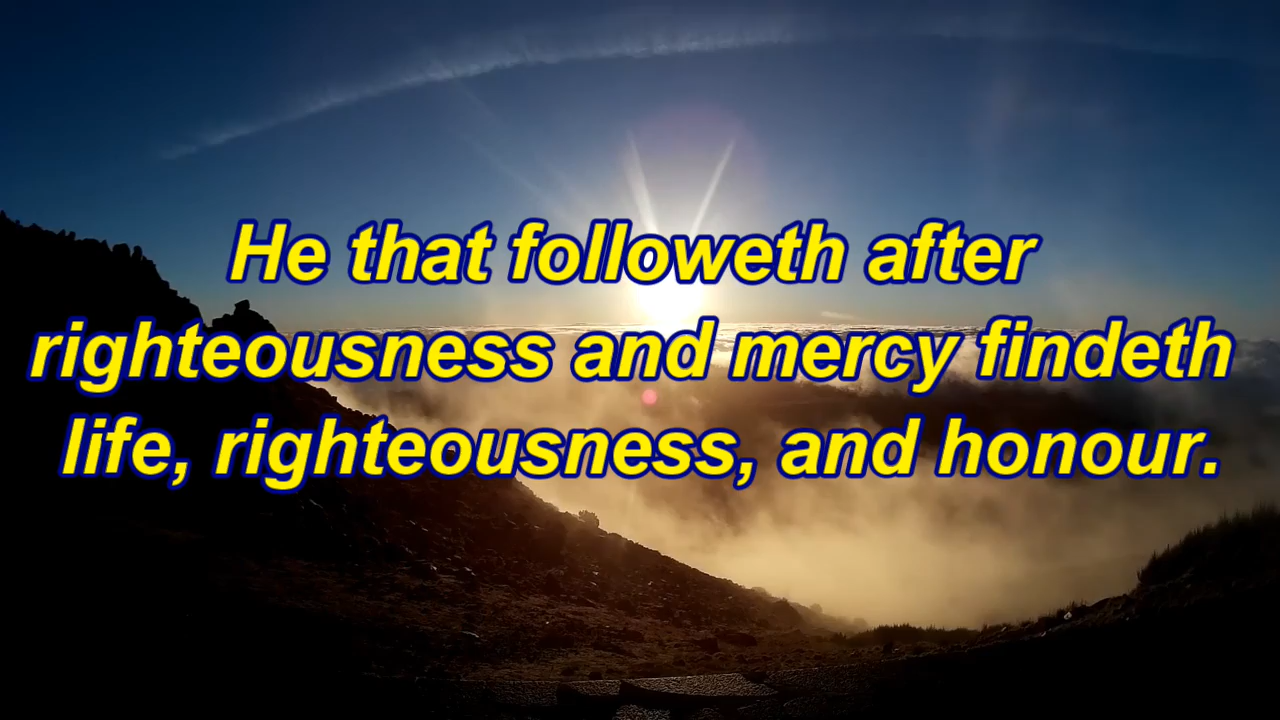 He that followeth after
righteousness and mercy findeth
life, righteousness, and honour.